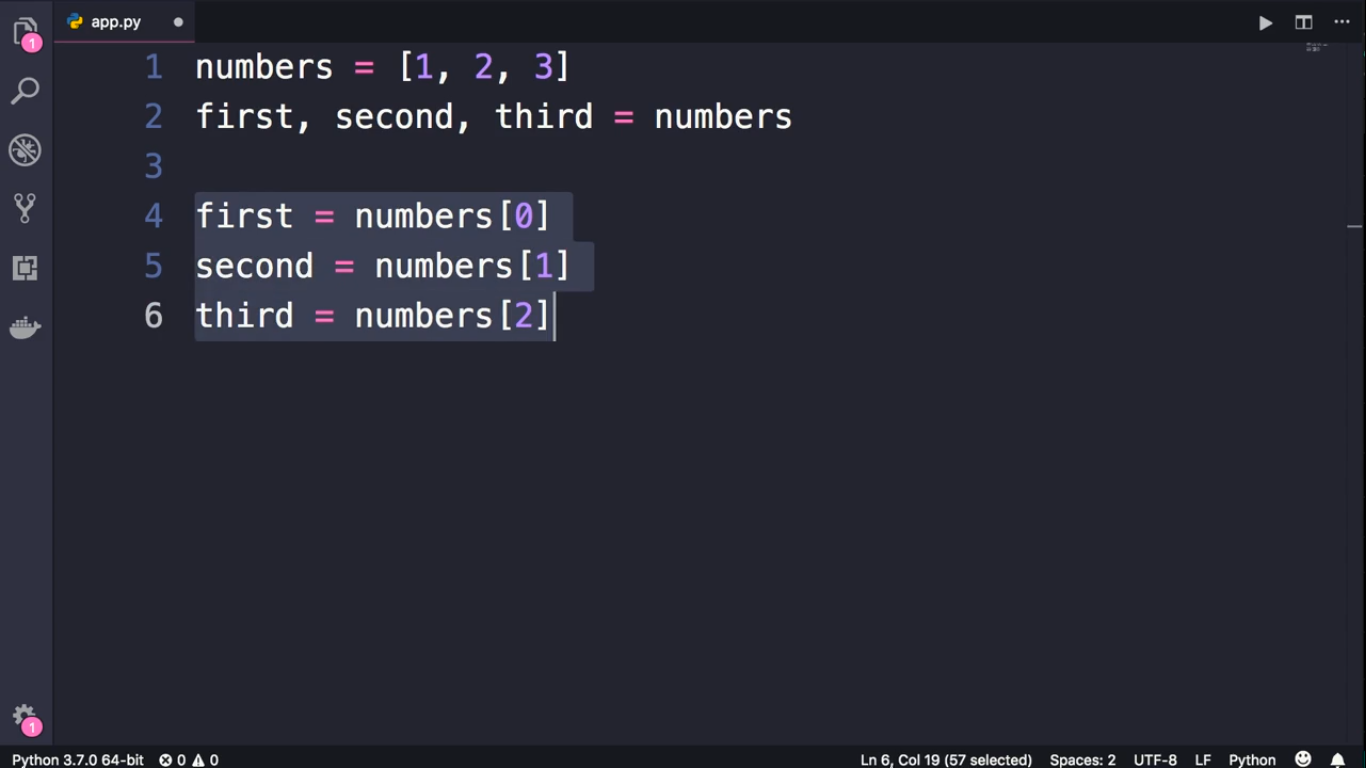 app.py
1 numbers = [1, 2, 3]
2 first, second, third = numbers
3
4 first = numbers[0]
5 second = numbers[1]
6 third = numbers[2]
1
1
Python 3.7.0 64-bit 0 0 Ln 6, Col 19 (57 selected) Spaces: 2 UTF-8 LF Python